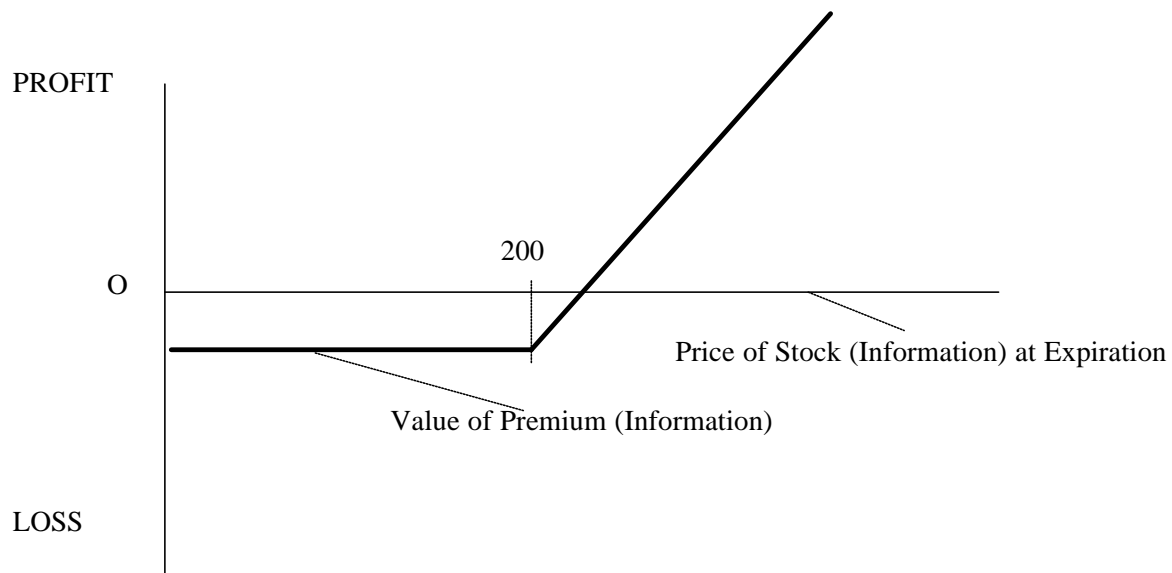 PROFIT
200
O
Price of Stock (Information) at Expiration
Value of Premium (Information)
LOSS